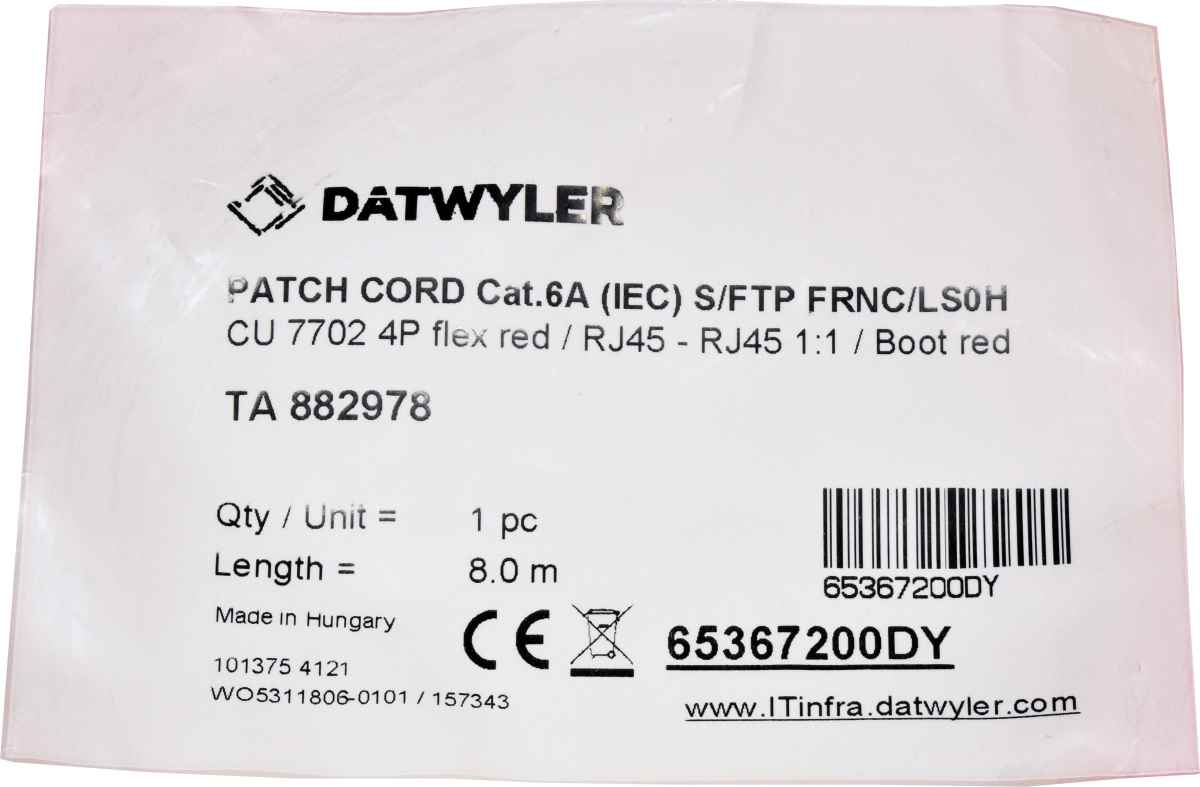 DATWYLER
PATCH CORD Cat.6A (IEC) S/FTP FRNC/LS0H
CU 7702 4P flex red / RJ45 - RJ45 1:1 / Boot red
TA 882978
Qty / Unit = 1 pc
Length = 8.0 m
65367200DY
Made in Hungary
CE
65367200DY
101375 4121
WO5311806-0101 / 157343
www.ITinfra.datwyler.com